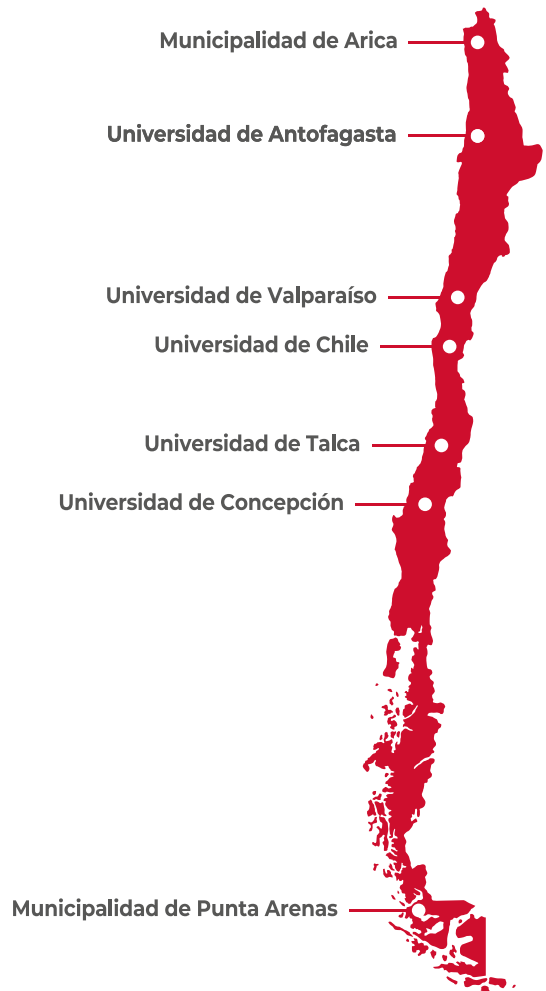 Municipalidad de Arica
Universidad de Antofagasta
Universidad de Valparaíso
Universidad de Chile
Universidad de Talca
Universidad de Concepción
Municipalidad de Punta Arenas